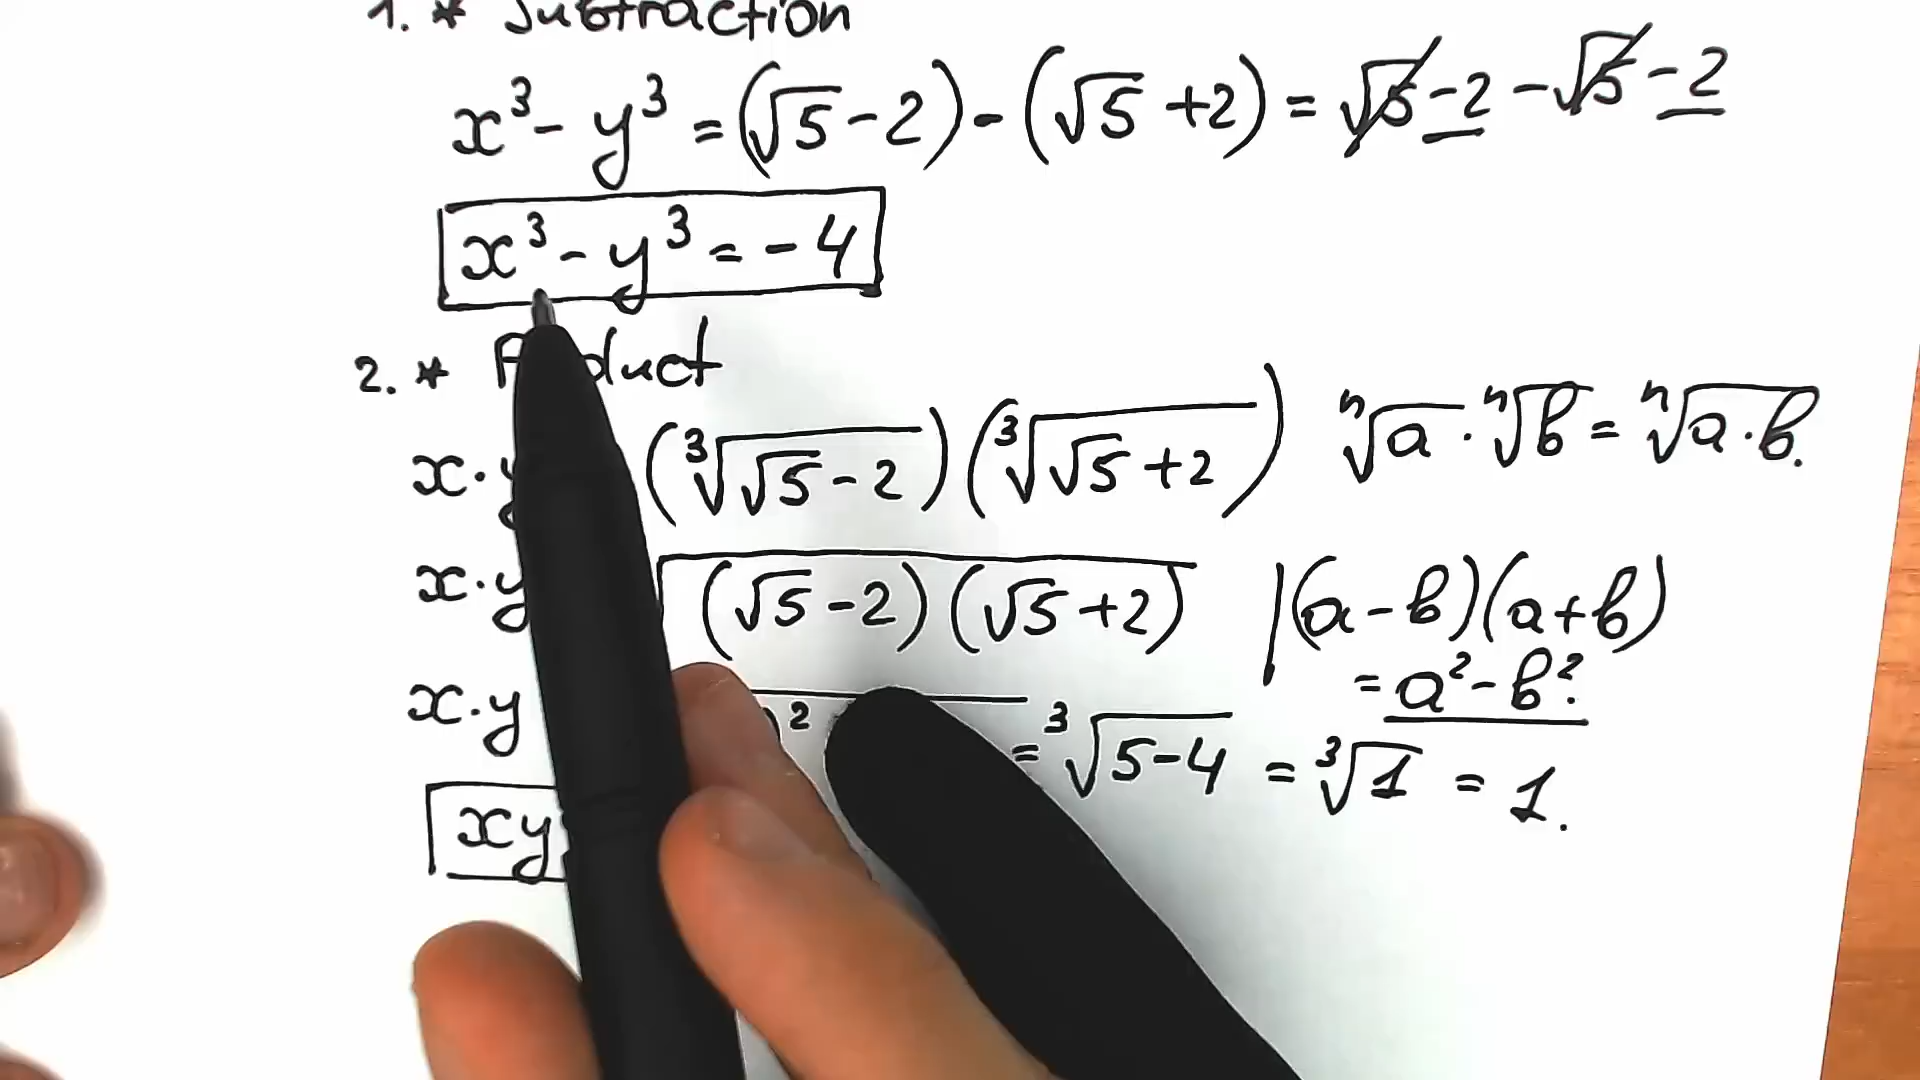 1. * Subtraction
x³ - y³ = (√5 - 2) - (√5 + 2) = √5 - 2 - √5 - 2
x³ - y³ = -4
2. *
x · (∛(√5 - 2))(∛(√5 + 2)) ⁿ√a · ⁿ√b = ⁿ√(a · b).
x · y √((√5 - 2)(√5 + 2)) |(a - b)(a + b)
= a² - b².
x · y ² = ∛(5 - 4) = ∛1 = 1.
xy